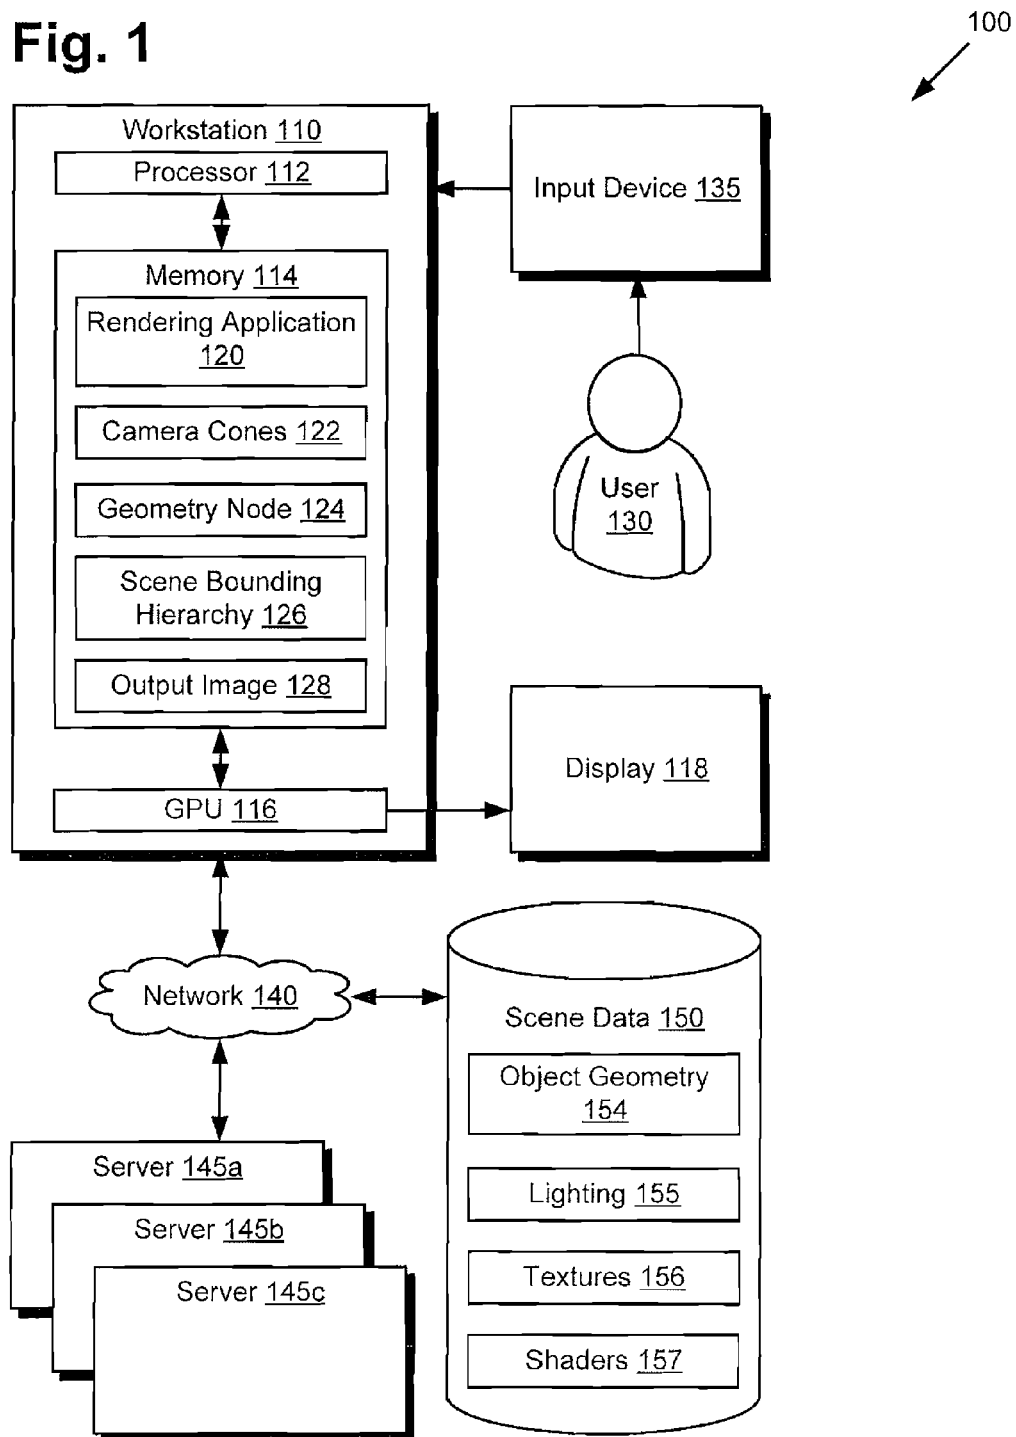 Fig. 1
100
Workstation 110
Processor 112
Memory 114
Rendering Application
120
Camera Cones 122
Geometry Node 124
Scene Bounding
Hierarchy 126
Output Image 128
GPU 116
Input Device 135
User
130
Display 118
Network 140
Server 145a
Server 145b
Server 145c
Scene Data 150
Object Geometry
154
Lighting 155
Textures 156
Shaders 157